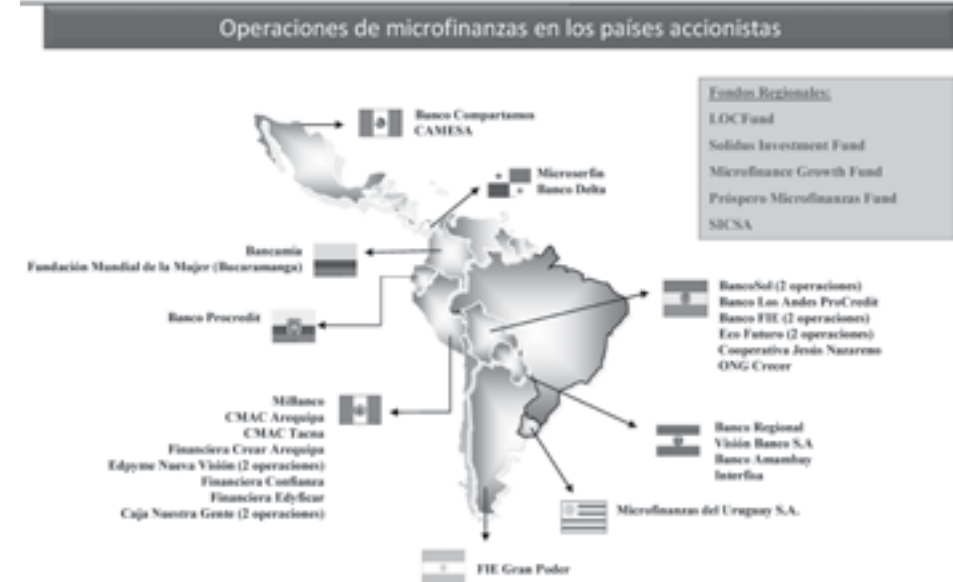 Operaciones de microfinanzas en los países accionistas
Banco Compartamos
CAMESA
Fondos Regionales:
LOCFund
Solidus Investment Fund
Microfinance Growth Fund
Próspero Microfinanzas Fund
SICSA
Microserfin
Banco Delta
Bancamía
Fundación Mundial de la Mujer (Bucaramanga)
Banco Procredit
BancoSol (2 operaciones)
Banco Los Andes ProCredit
Banco FIE (2 operaciones)
Eco Futuro (2 operaciones)
Cooperativa Jesús Nazareno
ONG Crecer
MiBanco
CMAC Arequipa
CMAC Tacna
Financiera Crear Arequipa
Edpyme Nueva Visión (2 operaciones)
Financiera Confianza
Financiera Edyficar
Caja Nuestra Gente (2 operaciones)
Banco Regional
Visión Banco S.A
Banco Amambay
Interfisa
Microfinanzas del Uruguay S.A.
FIE Gran Poder